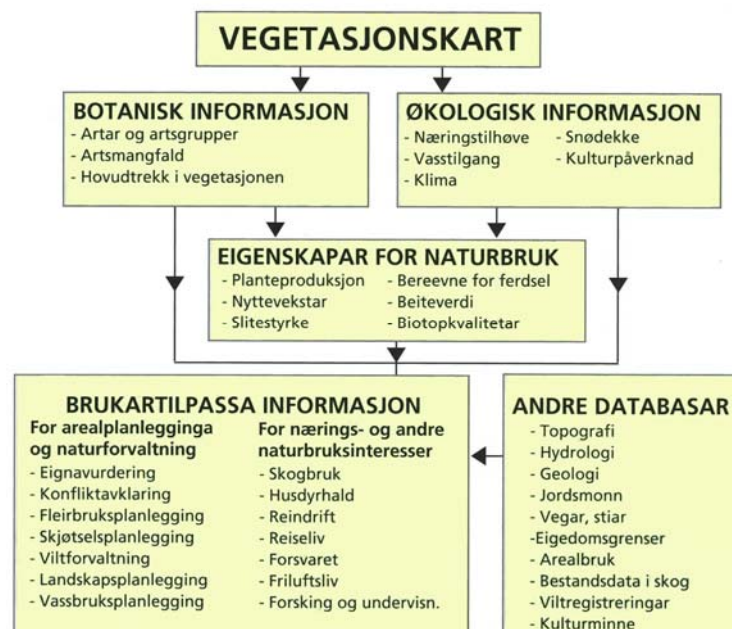 VEGETASJONSKART
BOTANISK INFORMASJON
- Artar og artsgrupper
- Artsmangfald
- Hovudtrekk i vegetasjonen
ØKOLOGISK INFORMASJON
- Næringstilhøve
- Vasstilgang
- Klima
- Snødekke
- Kulturpåverknad
EIGENSKAPAR FOR NATURBRUK
- Planteproduksjon
- Nyttevekstar
- Slitestyrke
- Bereevne for ferdsel
- Beiteverdi
- Biotopkvalitetar
BRUKARTILPASSA INFORMASJON
For arealplanlegginga
og naturforvaltning
- Eignavurdering
- Konfliktavklaring
- Fleirbruksplanlegging
- Skjøtselsplanlegging
- Viltforvaltning
- Landskapsplanlegging
- Vassbruksplanlegging
For nærings- og andre
naturbruksinteresser
- Skogbruk
- Husdyrhald
- Reindrift
- Reiseliv
- Forsvaret
- Friluftsliv
- Forsking og undervisn.
ANDRE DATABASAR
- Topografi
- Hydrologi
- Geologi
- Jordsmonn
- Vegar, stiar
-Eigedomsgrenser
- Arealbruk
- Bestandsdata i skog
- Viltregistreringar
- Kulturminne